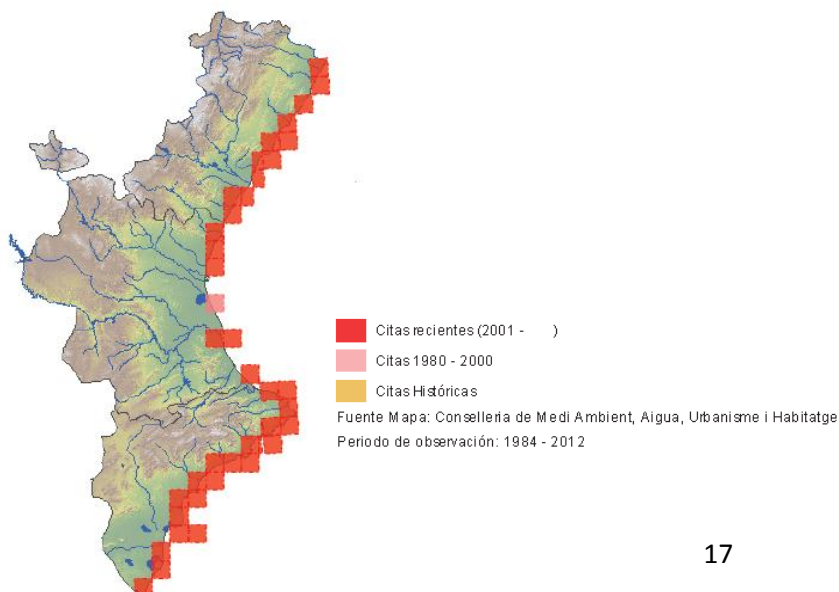 Citas recientes (2001 - )
Citas 1980 - 2000
Citas Históricas
Fuente Mapa: Conselleria de Medi Ambient, Aigua, Urbanisme i Habitatge
Periodo de observación: 1984 - 2012
17